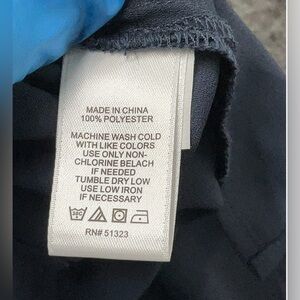 MADE IN CHINA
100% POLYESTER
MACHINE WASH COLD
WITH LIKE COLORS
USE ONLY NON-
CHLORINE BELACH
IF NEEDED
TUMBLE DRY LOW
USE LOW IRON
IF NECESSARY
RN# 51323